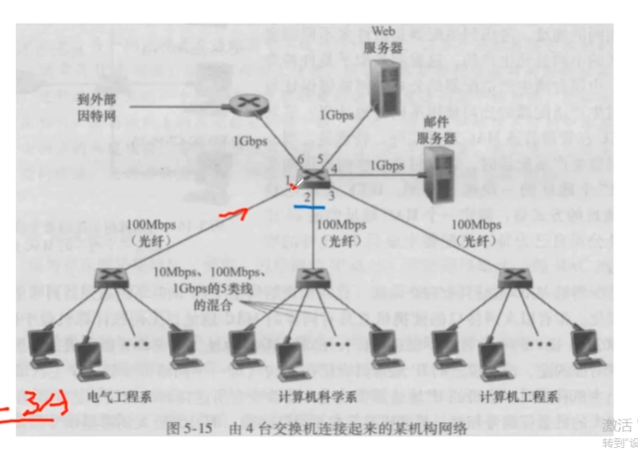 Web
服务器
到外部
因特网
1Gbps
1Gbps
邮件
服务器
1Gbps
6 5
1 4
2 3
100Mbps
(光纤)
100Mbps
(光纤)
100Mbps
(光纤)
10Mbps、100Mbps、
1Gbps的5类线
的混合
电气工程系
计算机科学系
计算机工程系
图 5-15 由 4 台交换机连接起来的某机构网络
激活
转到"设